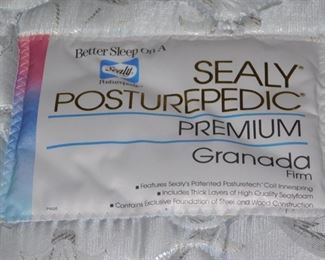 Better Sleep On A
Sealy
Posturepedic
SEALY
POSTUREPEDIC
PREMIUM
Granada
Firm
▪ Features Sealy's Patented Posturetech Coil Innerspring
▪ Includes Thick Layers of High Quality Sealyfoam
▪ Contains Exclusive Foundation of Steel and Wood Construction